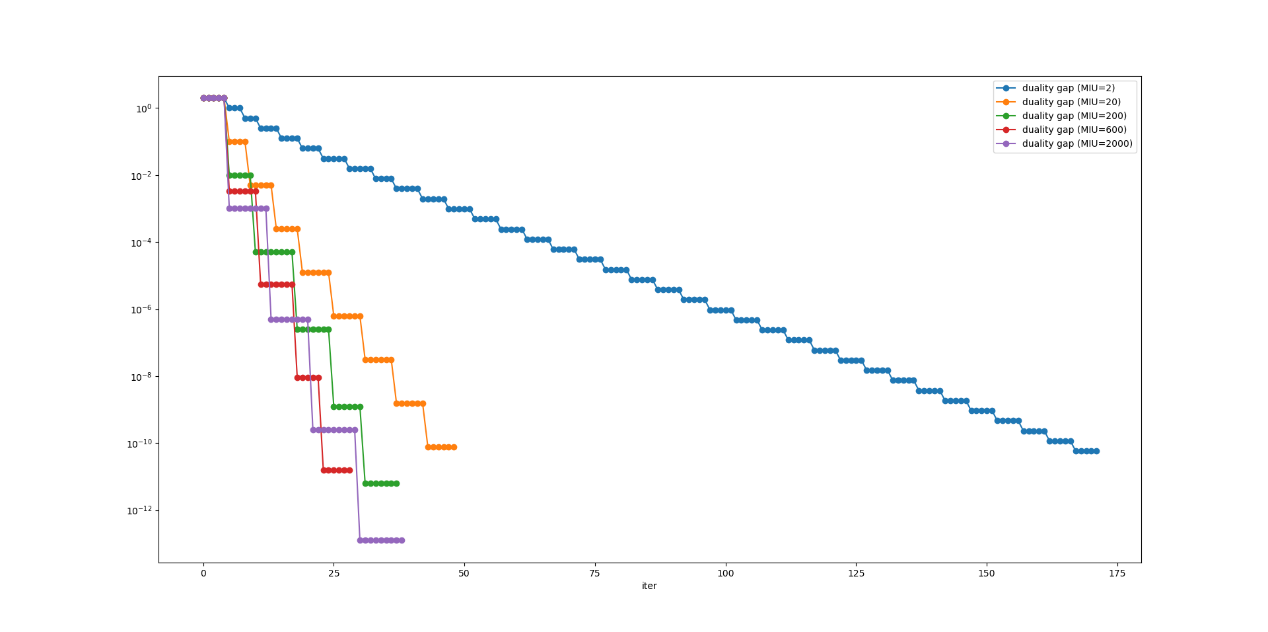 10⁰
10⁻²
10⁻⁴
10⁻⁶
10⁻⁸
10⁻¹⁰
10⁻¹²
duality gap (MIU=2)
duality gap (MIU=20)
duality gap (MIU=200)
duality gap (MIU=600)
duality gap (MIU=2000)
0 25 50 75 100 125 150 175
iter